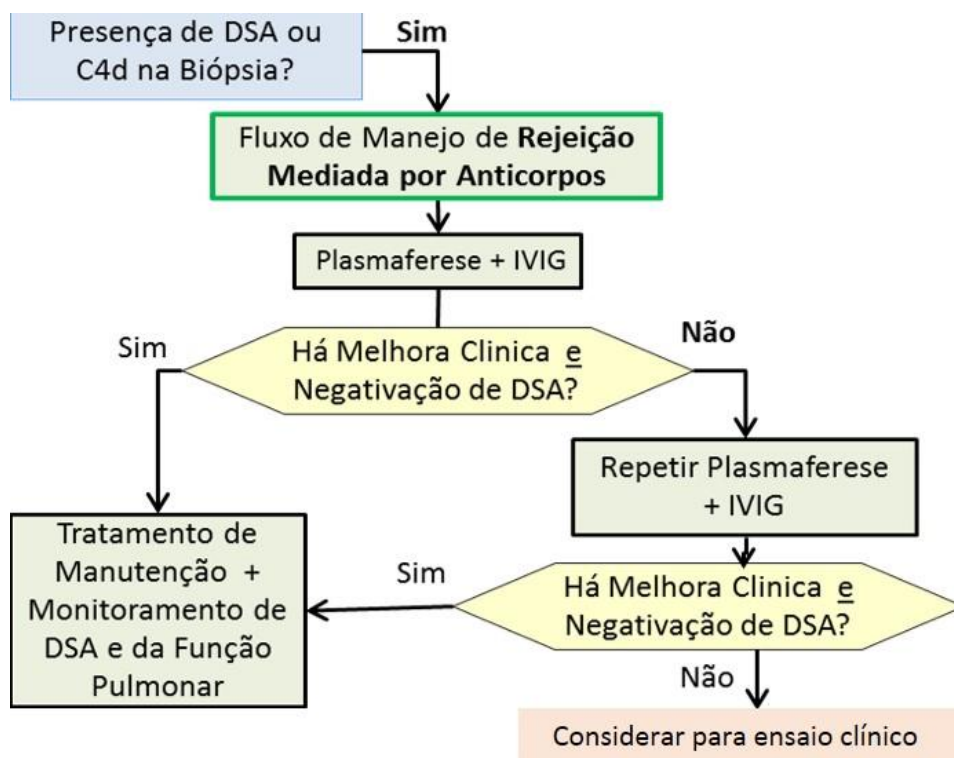 Presença de DSA ou
C4d na Biópsia?
Sim
Fluxo de Manejo de Rejeição
Mediada por Anticorpos
Plasmaferese + IVIG
Sim
Há Melhora Clinica e
Negativação de DSA?
Não
Repetir Plasmaferese
+ IVIG
Tratamento de
Manutenção +
Monitoramento de
DSA e da Função
Pulmonar
Sim
Há Melhora Clinica e
Negativação de DSA?
Não
Considerar para ensaio clínico